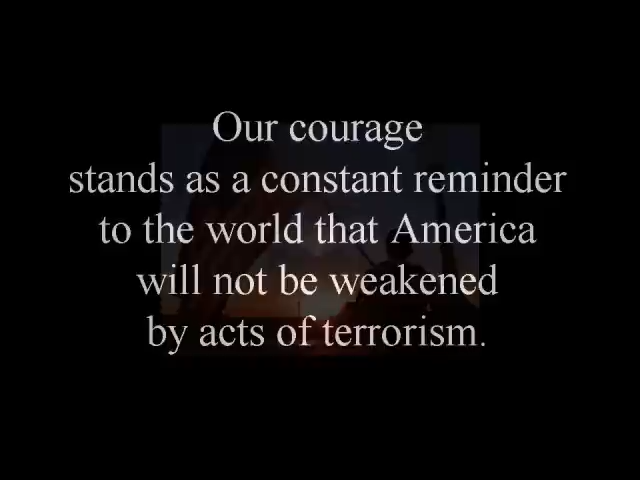 Our courage
stands as a constant reminder
to the world that America
will not be weakened
by acts of terrorism.